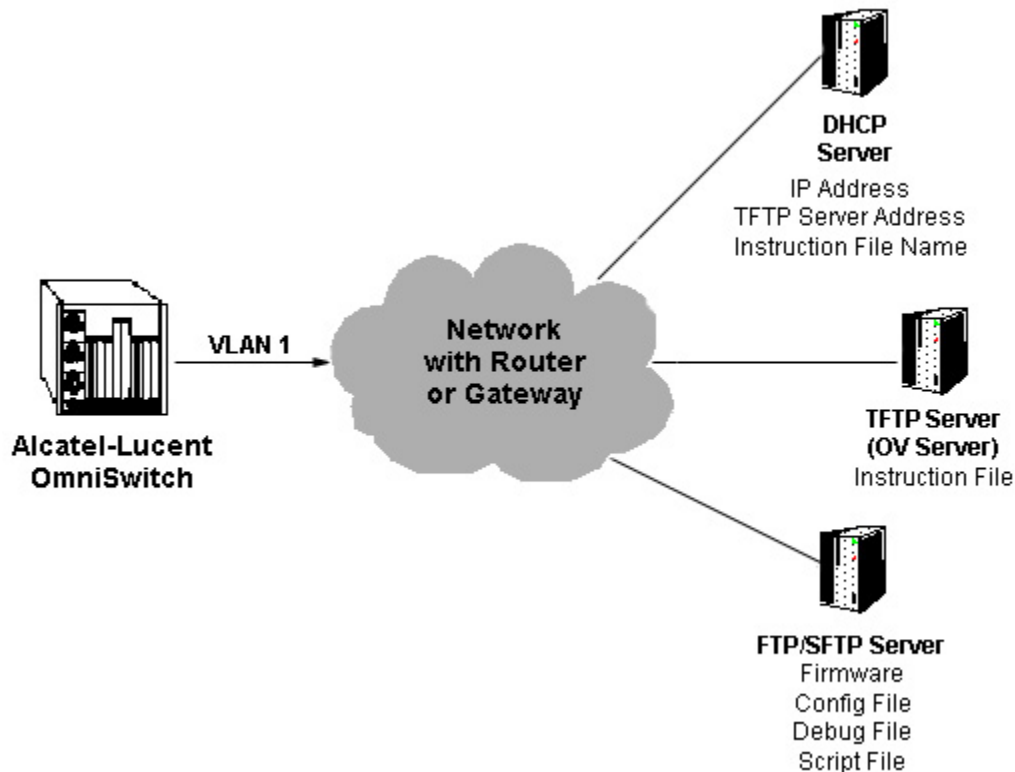 DHCP
Server
IP Address
TFTP Server Address
Instruction File Name
Network
with Router
or Gateway
VLAN 1
Alcatel-Lucent
OmniSwitch
TFTP Server
(OV Server)
Instruction File
FTP/SFTP Server
Firmware
Config File
Debug File
Script File